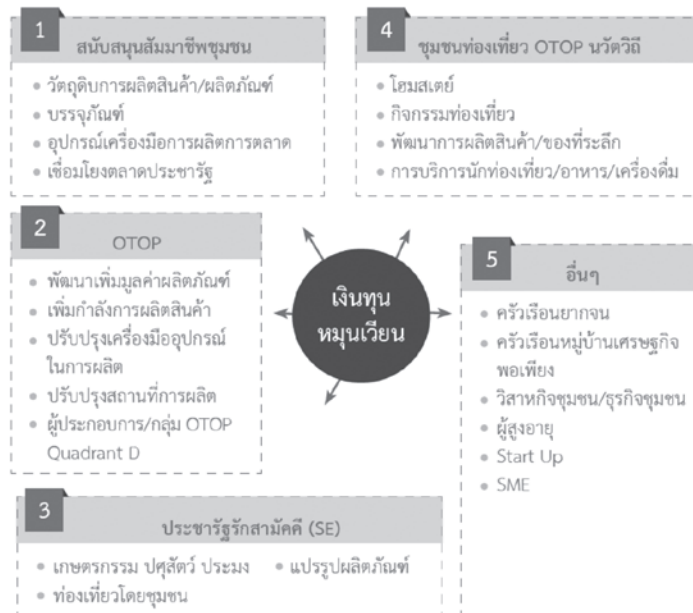 1
สนับสนุนสัมมาชีพชุมชน
• วัตถุดิบการผลิตสินค้า/ผลิตภัณฑ์
• บรรจุภัณฑ์
• อุปกรณ์เครื่องมือการผลิตการตลาด
• เชื่อมโยงตลาดประชารัฐ
4
ชุมชนท่องเที่ยว OTOP นวัตวิถี
• โฮมสเตย์
• กิจกรรมท่องเที่ยว
• พัฒนาการผลิตสินค้า/ของที่ระลึก
• การบริการนักท่องเที่ยว/อาหาร/เครื่องดื่ม
2
OTOP
• พัฒนาเพิ่มมูลค่าผลิตภัณฑ์
• เพิ่มกำลังการผลิตสินค้า
• ปรับปรุงเครื่องมืออุปกรณ์
ในการผลิต
• ปรับปรุงสถานที่การผลิต
• ผู้ประกอบการ/กลุ่ม OTOP
Quadrant D
เงินทุน
หมุนเวียน
5
อื่นๆ
• ครัวเรือนยากจน
• ครัวเรือนหมู่บ้านเศรษฐกิจ
พอเพียง
• วิสาหกิจชุมชน/ธุรกิจชุมชน
• ผู้สูงอายุ
• Start Up
• SME
3
ประชารัฐรักสามัคคี (SE)
• เกษตรกรรม ปศุสัตว์ ประมง • แปรรูปผลิตภัณฑ์
• ท่องเที่ยวโดยชุมชน